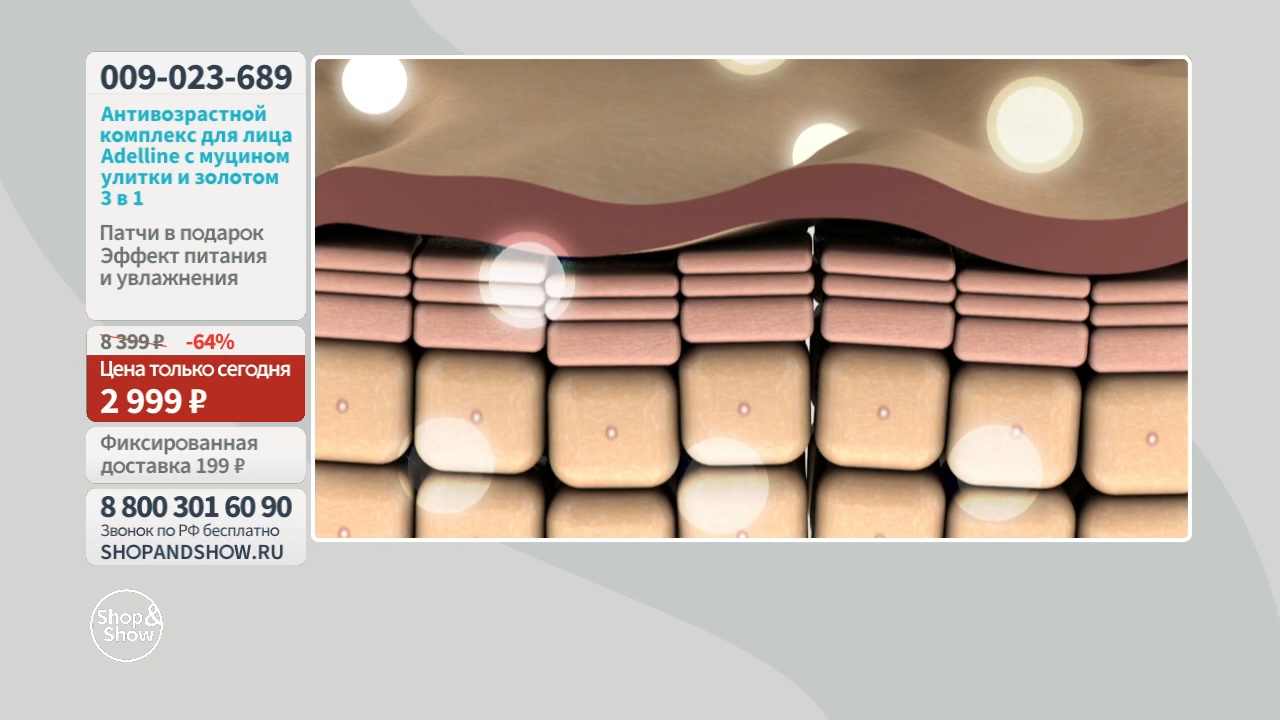 009-023-689
Антивозрастной
комплекс для лица
Adelline с муцином
улитки и золотом
3 в 1
Патчи в подарок
Эффект питания
и увлажнения
8 399 ₽ -64%
Цена только сегодня
2 999 ₽
Фиксированная
доставка 199 ₽
8 800 301 60 90
Звонок по РФ бесплатно
SHOPANDSHOW.RU
Shop&
Show